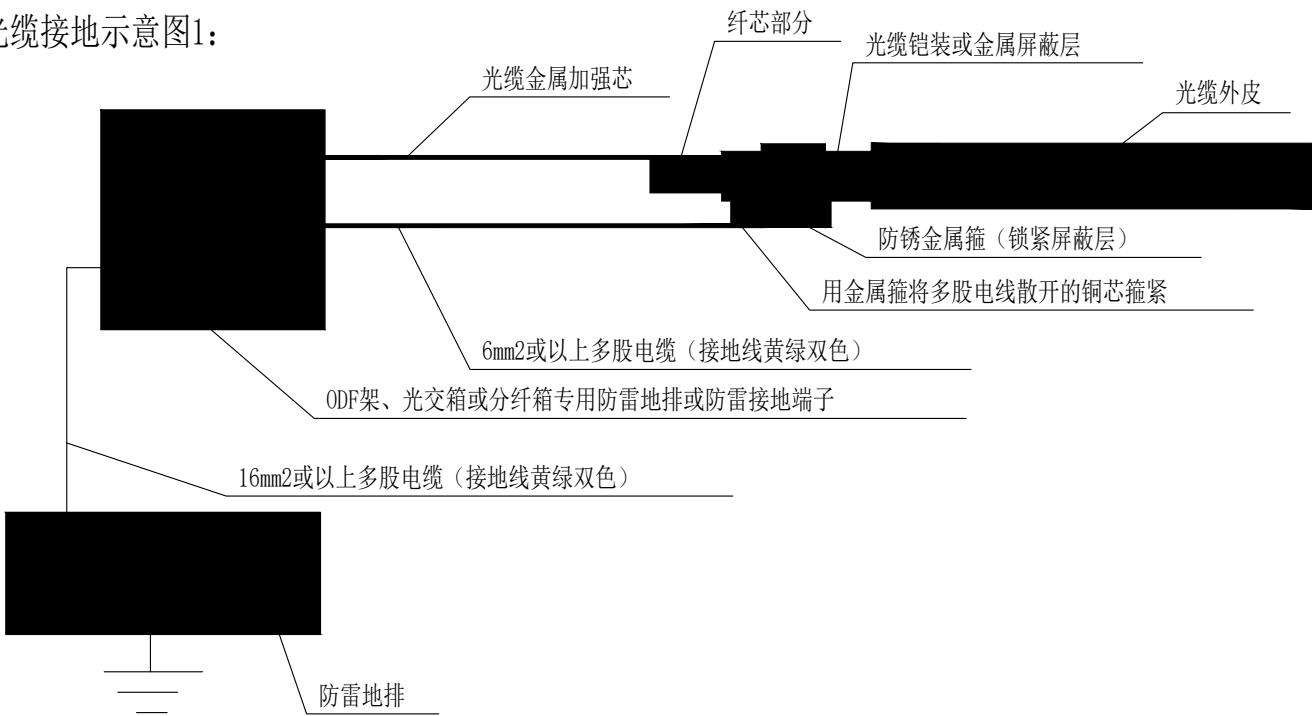 光缆接地示意图1:
纤芯部分
光缆铠装或金属屏蔽层
光缆金属加强芯
光缆外皮
防锈金属箍（锁紧屏蔽层）
用金属箍将多股电线散开的铜芯箍紧
6mm2或以上多股电缆（接地线黄绿双色）
ODF架、光交箱或分纤箱专用防雷地排或防雷接地端子
16mm2或以上多股电缆（接地线黄绿双色）
防雷地排